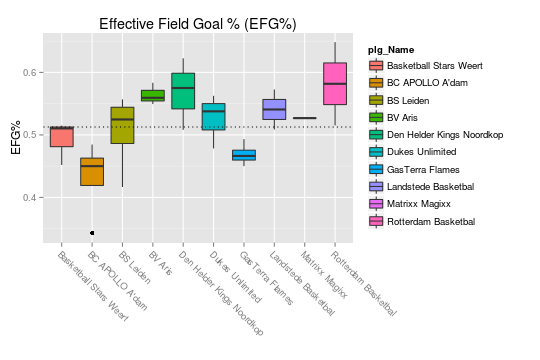 Effective Field Goal % (EFG%)
EFG%
0.6
0.5
0.4
Basketball Stars Weert
BC APOLLO A'dam
BS Leiden
BV Aris
Den Helder Kings Noordkop
Dukes Unlimited
GasTerra Flames
Landstede Basketbal
Matrixx Magixx
Rotterdam Basketbal
plg_Name
Basketball Stars Weert
BC APOLLO A'dam
BS Leiden
BV Aris
Den Helder Kings Noordkop
Dukes Unlimited
GasTerra Flames
Landstede Basketbal
Matrixx Magixx
Rotterdam Basketbal